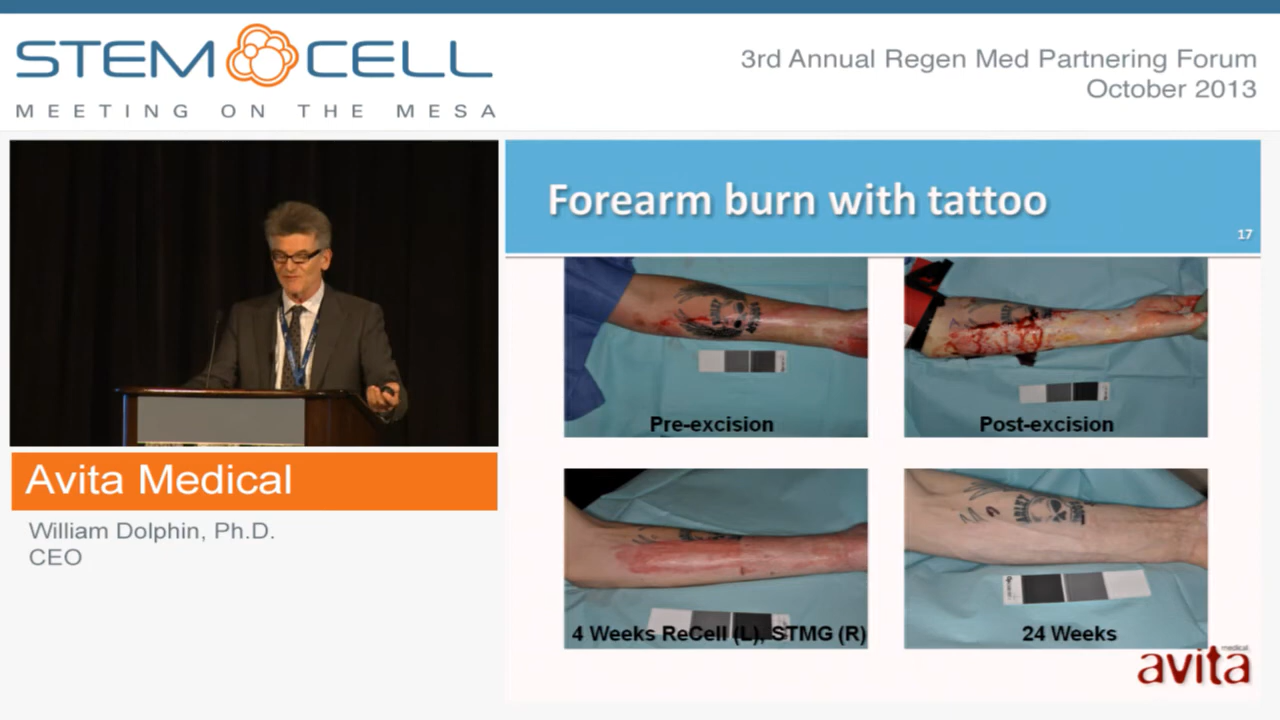 STEM CELL
MEETING ON THE MESA
3rd Annual Regen Med Partnering Forum
October 2013
Forearm burn with tattoo
17
Pre-excision
Post-excision
4 Weeks ReCell (L), STMG (R)
24 Weeks
avita
medical
Avita Medical
William Dolphin, Ph.D.
CEO